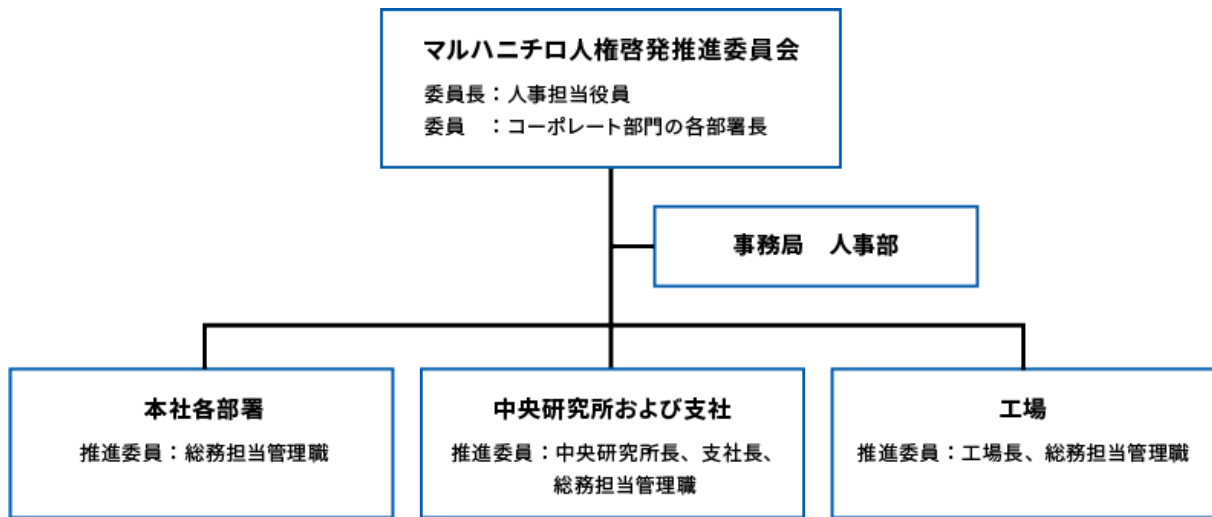 マルハニチロ人権啓発推進委員会
委員長：人事担当役員
委員　：コーポレート部門の各部署長
事務局　人事部
本社各部署
推進委員：総務担当管理職
中央研究所および支社
推進委員：中央研究所長、支社長、
総務担当管理職
工場
推進委員：工場長、総務担当管理職